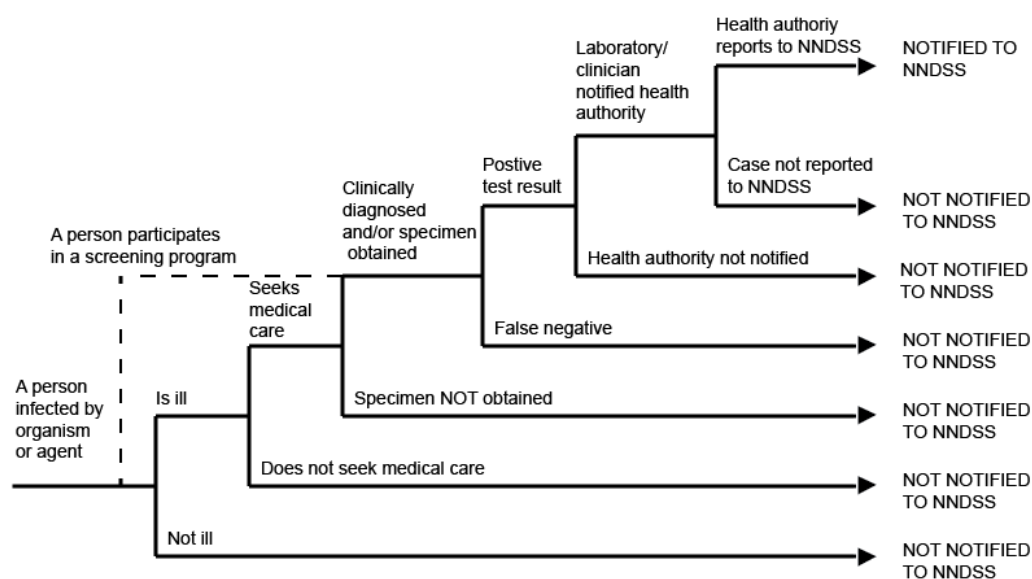 Health authoriy
reports to NNDSS
NOTIFIED TO
NNDSS
Laboratory/
clinician
notified health
authority
Case not reported
to NNDSS
NOT NOTIFIED
TO NNDSS
Postive
test result
Clinically
diagnosed
and/or specimen
obtained
A person participates
in a screening program
Health authority not notified
NOT NOTIFIED
TO NNDSS
Seeks
medical
care
False negative
NOT NOTIFIED
TO NNDSS
A person
infected by
organism
or agent
Is ill
Specimen NOT obtained
NOT NOTIFIED
TO NNDSS
Does not seek medical care
NOT NOTIFIED
TO NNDSS
Not ill
NOT NOTIFIED
TO NNDSS